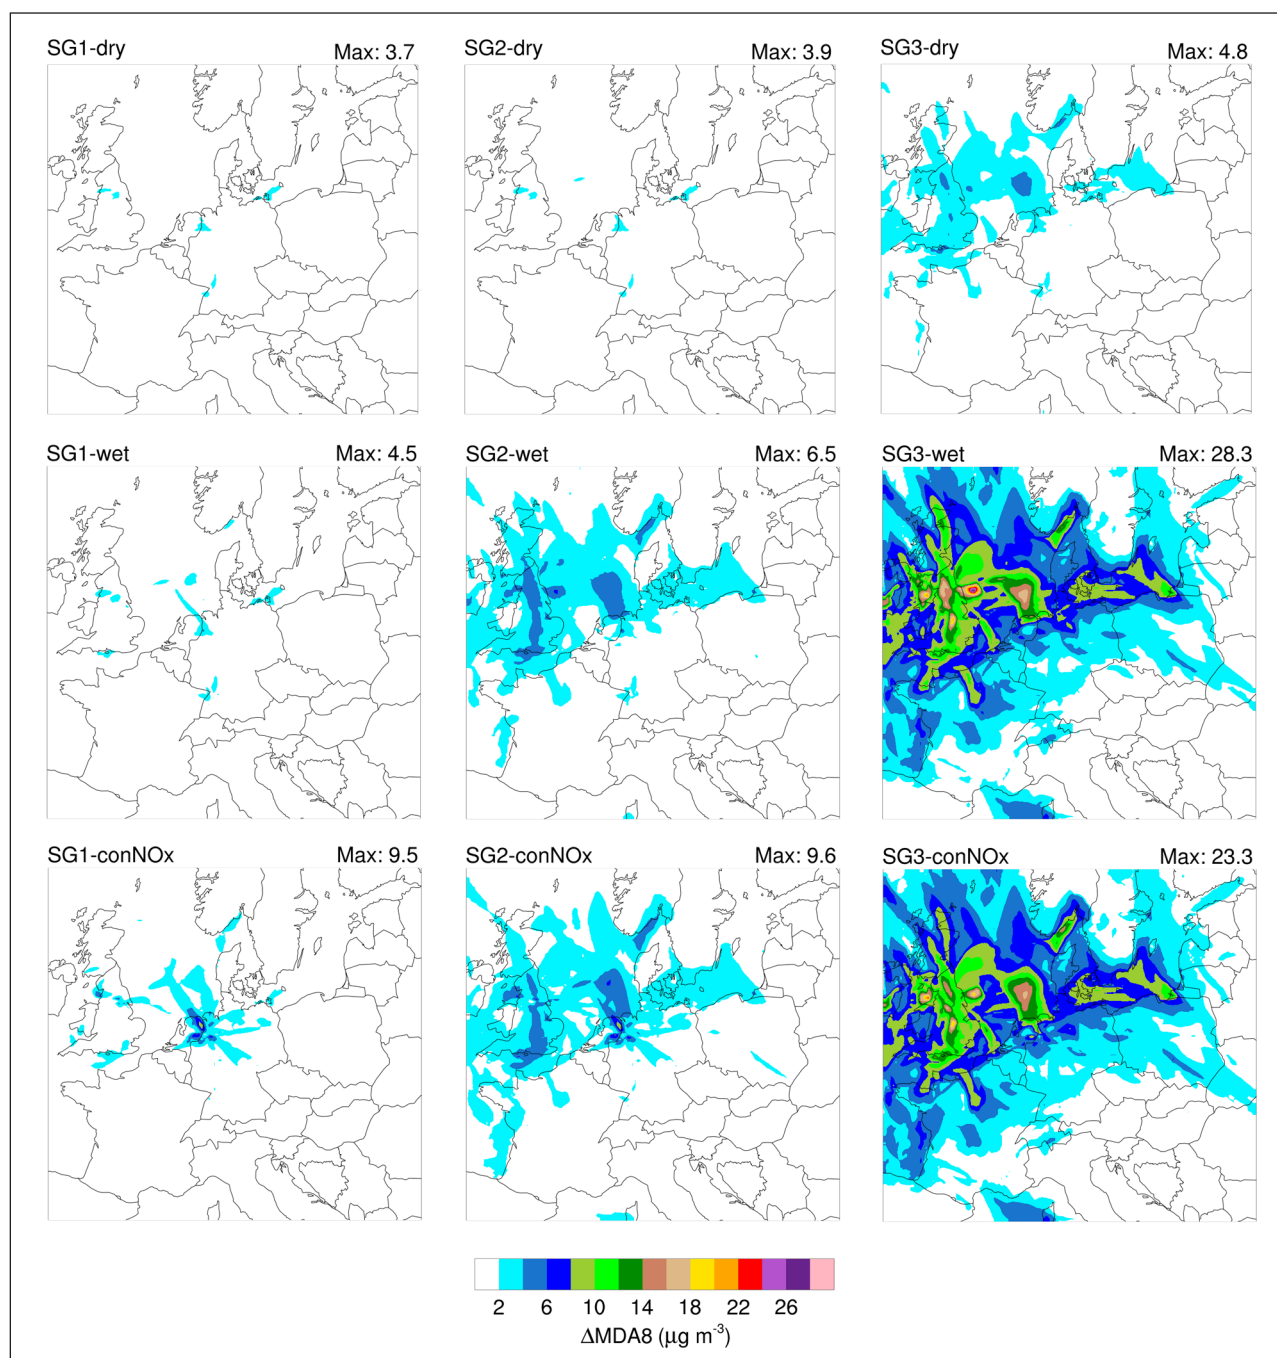 SG1-dry Max: 3.7
SG2-dry Max: 3.9
SG3-dry Max: 4.8
SG1-wet Max: 4.5
SG2-wet Max: 6.5
SG3-wet Max: 28.3
SG1-conNOx Max: 9.5
SG2-conNOx Max: 9.6
SG3-conNOx Max: 23.3
2 6 10 14 18 22 26
ΔMDA8 (μg m⁻³)